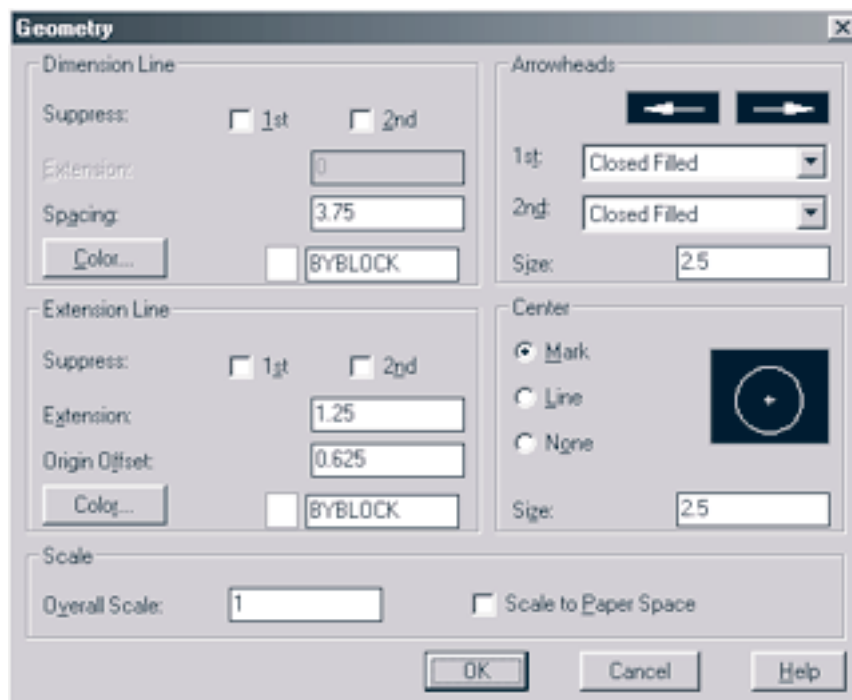 Geometry
Dimension Line
Suppress: 1st 2nd
Extension: 0
Spacing: 3.75
Color... BYBLOCK
Extension Line
Suppress: 1st 2nd
Extension: 1.25
Origin Offset: 0.625
Color... BYBLOCK
Arrowheads
1st: Closed Filled
2nd: Closed Filled
Size: 2.5
Center
Mark
Line
None
Size: 2.5
Scale
Overall Scale: 1
Scale to Paper Space
OK Cancel Help